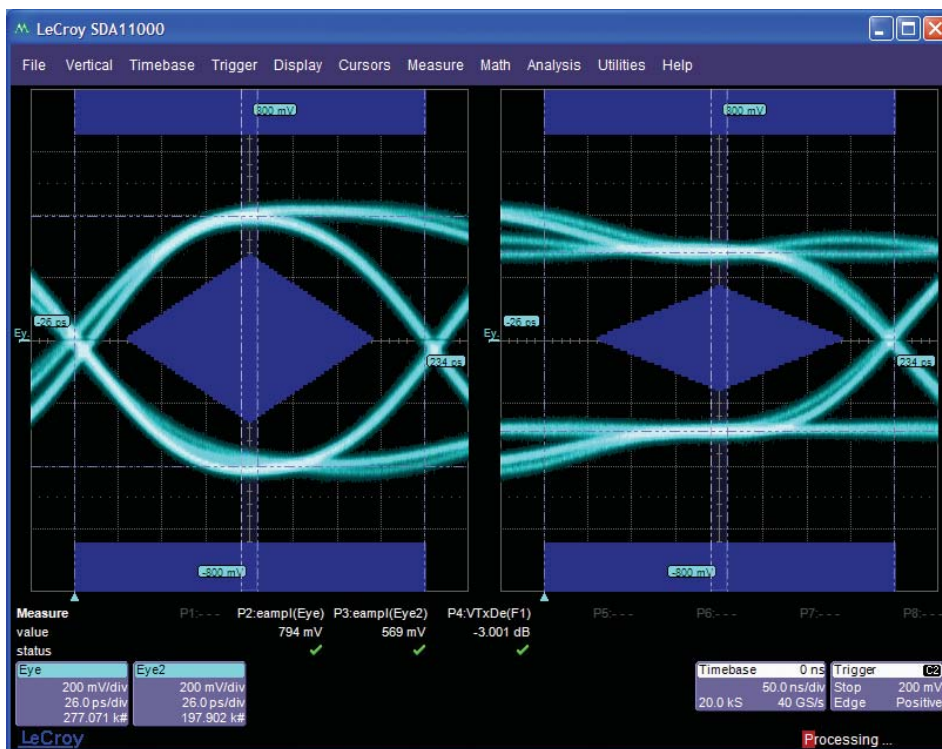 LeCroy SDA11000
File Vertical Timebase Trigger Display Cursors Measure Math Analysis Utilities Help
800 mV 800 mV
-26 ps -26 ps
Ey. Ey.
234 ps 234 ps
-800 mV -800 mV
Measure P1:--- P2:eampl(Eye) P3:eampl(Eye2) P4:VTxDe(F1) P5:--- P6:--- P7:--- P8:---
value 794 mV 569 mV -3.001 dB
status
Eye Eye2 Timebase 0 ns Trigger C2
200 mV/div 200 mV/div 50.0 ns/div Stop 200 mV
26.0 ps/div 26.0 ps/div 20.0 kS 40 GS/s Edge Positive
277.071 k# 197.902 k#
LeCroy Processing ...